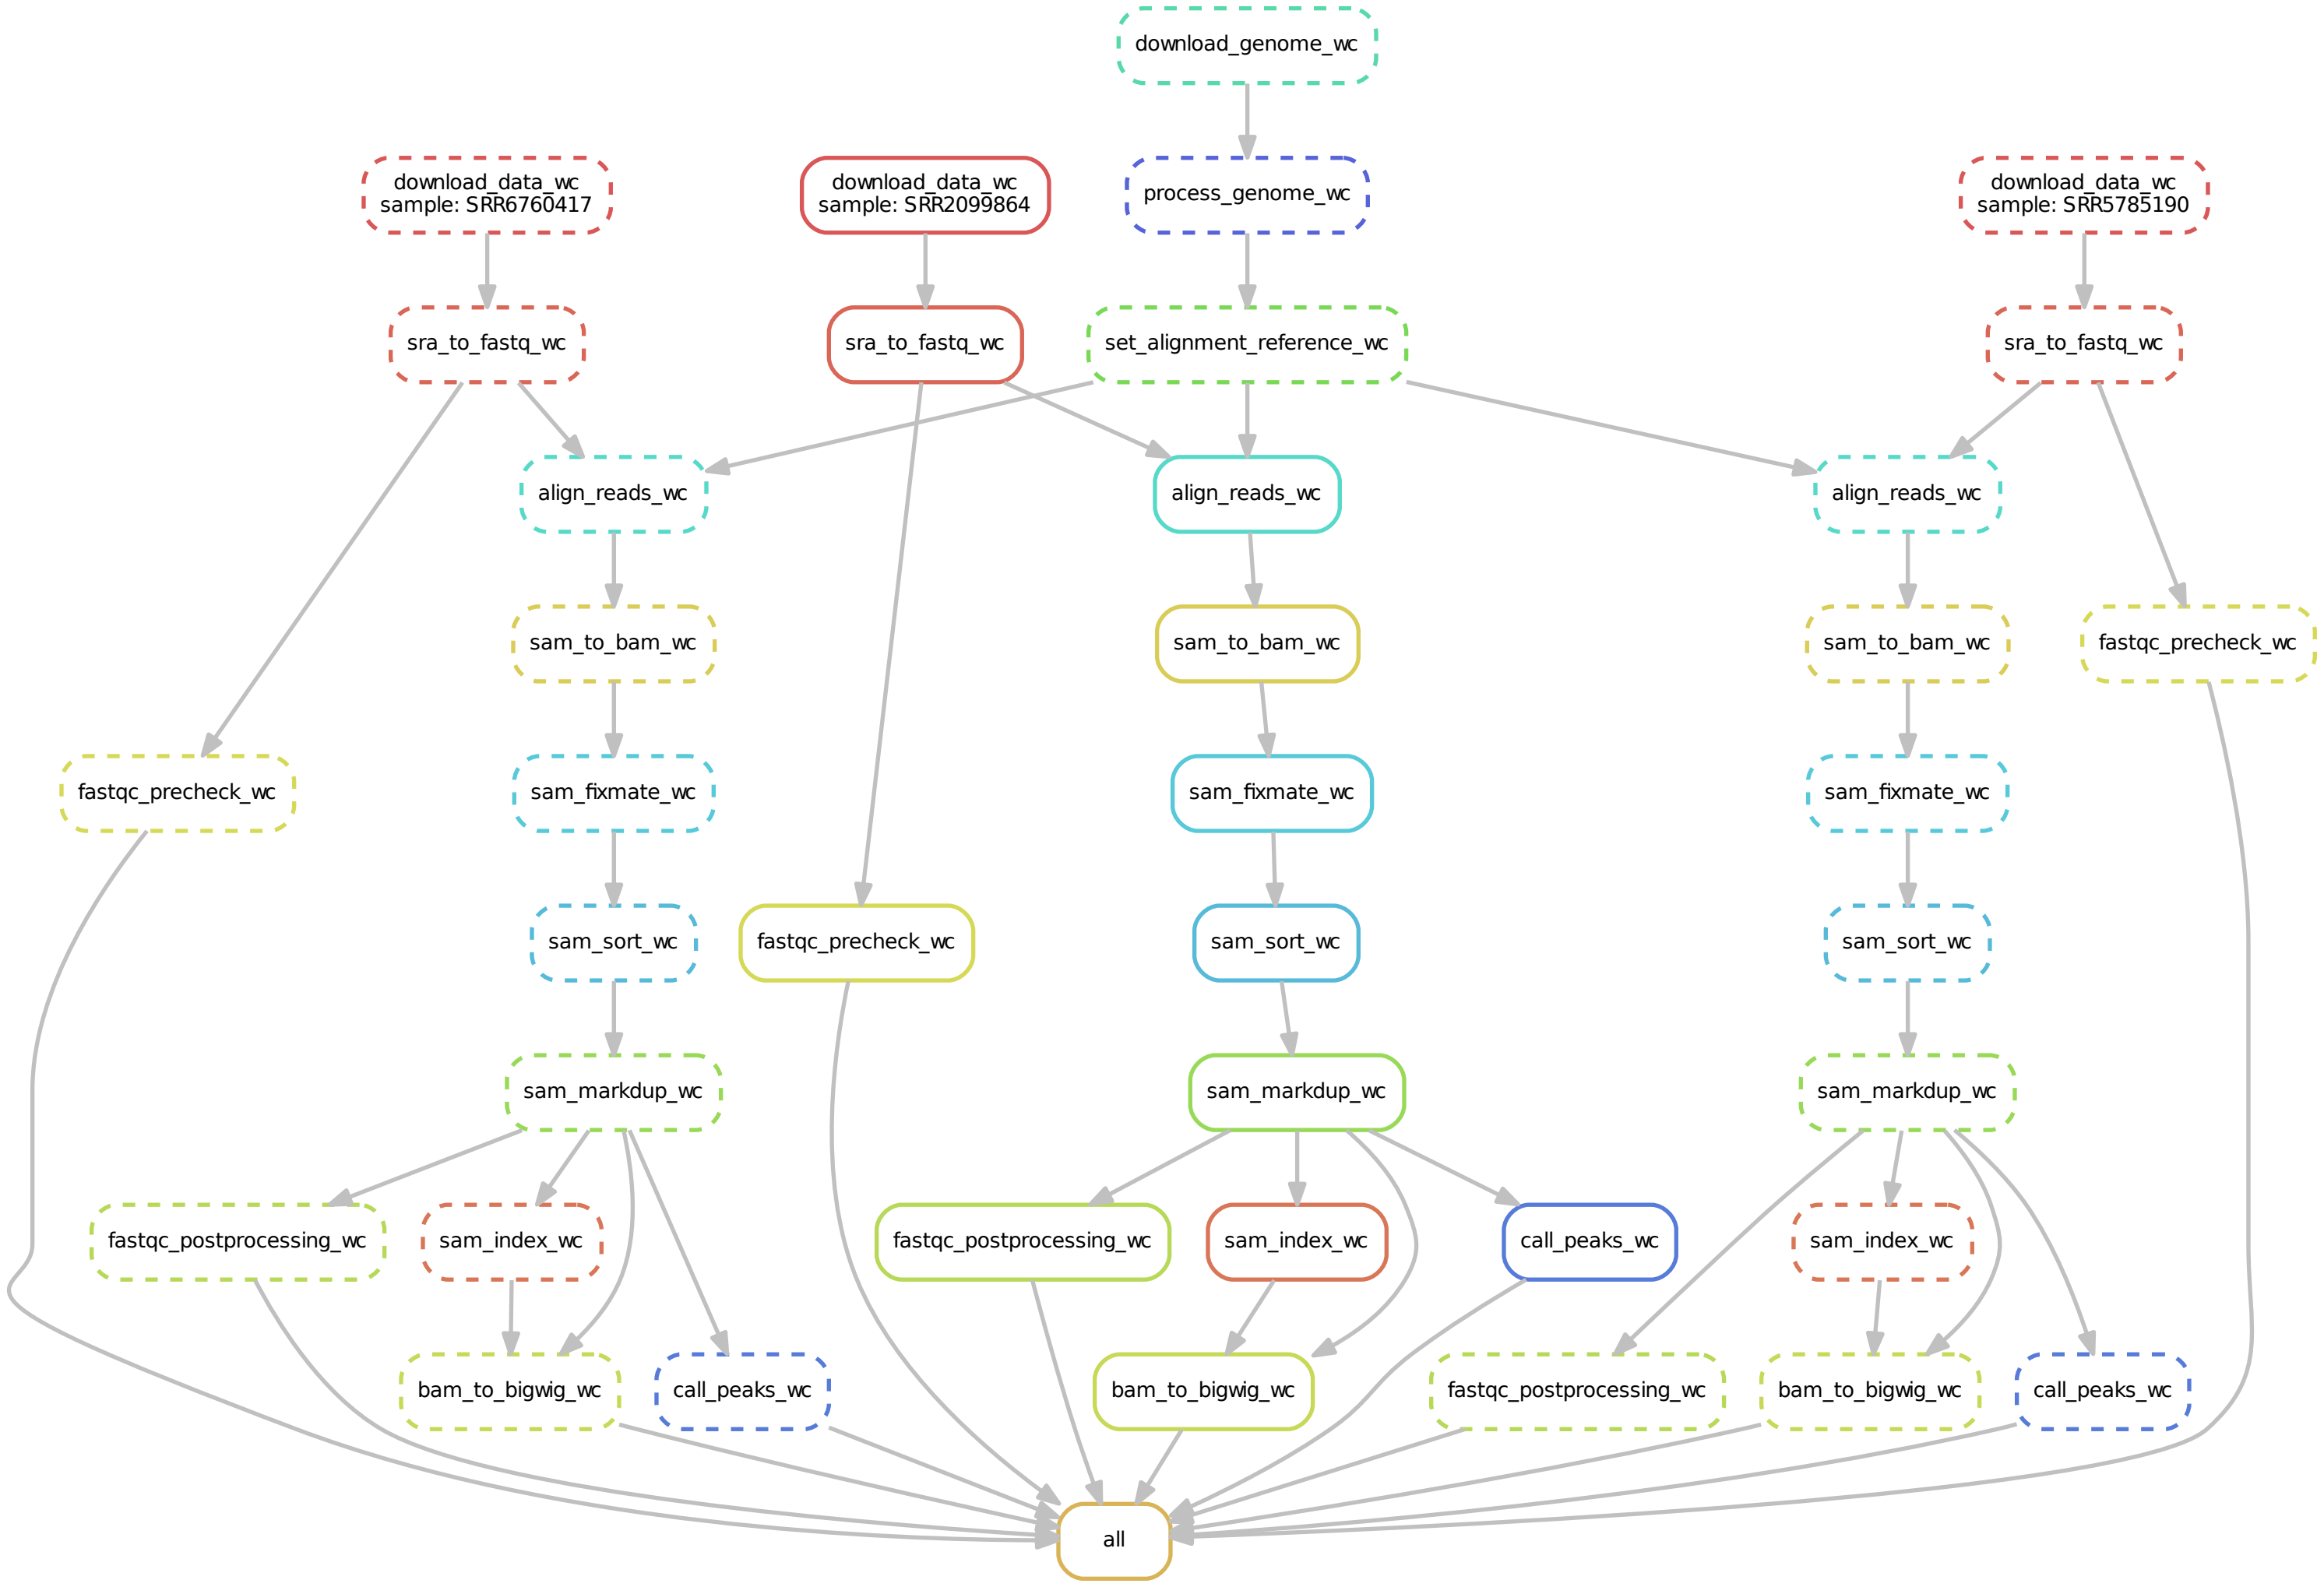 download_genome_wc
download_data_wc
sample: SRR6760417
download_data_wc
sample: SRR2099864
process_genome_wc
download_data_wc
sample: SRR5785190
sra_to_fastq_wc
sra_to_fastq_wc
set_alignment_reference_wc
sra_to_fastq_wc
align_reads_wc
align_reads_wc
align_reads_wc
sam_to_bam_wc
sam_to_bam_wc
sam_to_bam_wc
fastqc_precheck_wc
fastqc_precheck_wc
sam_fixmate_wc
sam_fixmate_wc
sam_fixmate_wc
sam_sort_wc
fastqc_precheck_wc
sam_sort_wc
sam_sort_wc
sam_markdup_wc
sam_markdup_wc
sam_markdup_wc
fastqc_postprocessing_wc
sam_index_wc
fastqc_postprocessing_wc
sam_index_wc
call_peaks_wc
sam_index_wc
bam_to_bigwig_wc
call_peaks_wc
bam_to_bigwig_wc
fastqc_postprocessing_wc
bam_to_bigwig_wc
call_peaks_wc
all